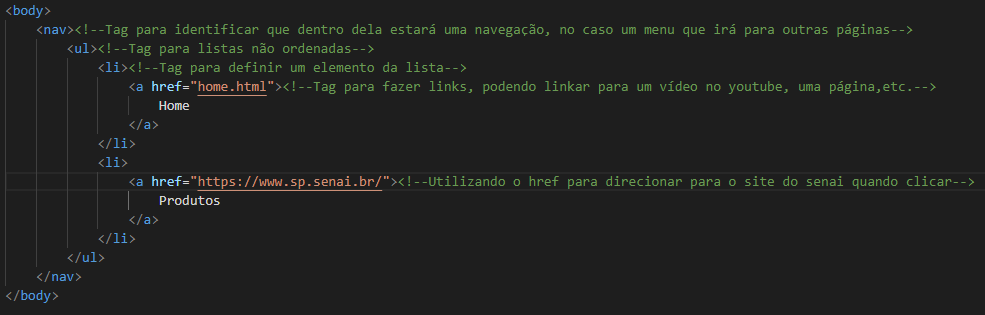 <body>
<nav><!--Tag para identificar que dentro dela estará uma navegação, no caso um menu que irá para outras páginas-->
<ul><!--Tag para listas não ordenadas-->
<li><!--Tag para definir um elemento da lista-->
<a href="home.html"><!--Tag para fazer links, podendo linkar para um vídeo no youtube, uma página,etc.-->
Home
</a>
</li>
<li>
<a href="https://www.sp.senai.br/"><!--Utilizando o href para direcionar para o site do senai quando clicar-->
Produtos
</a>
</li>
</ul>
</nav>
</body>